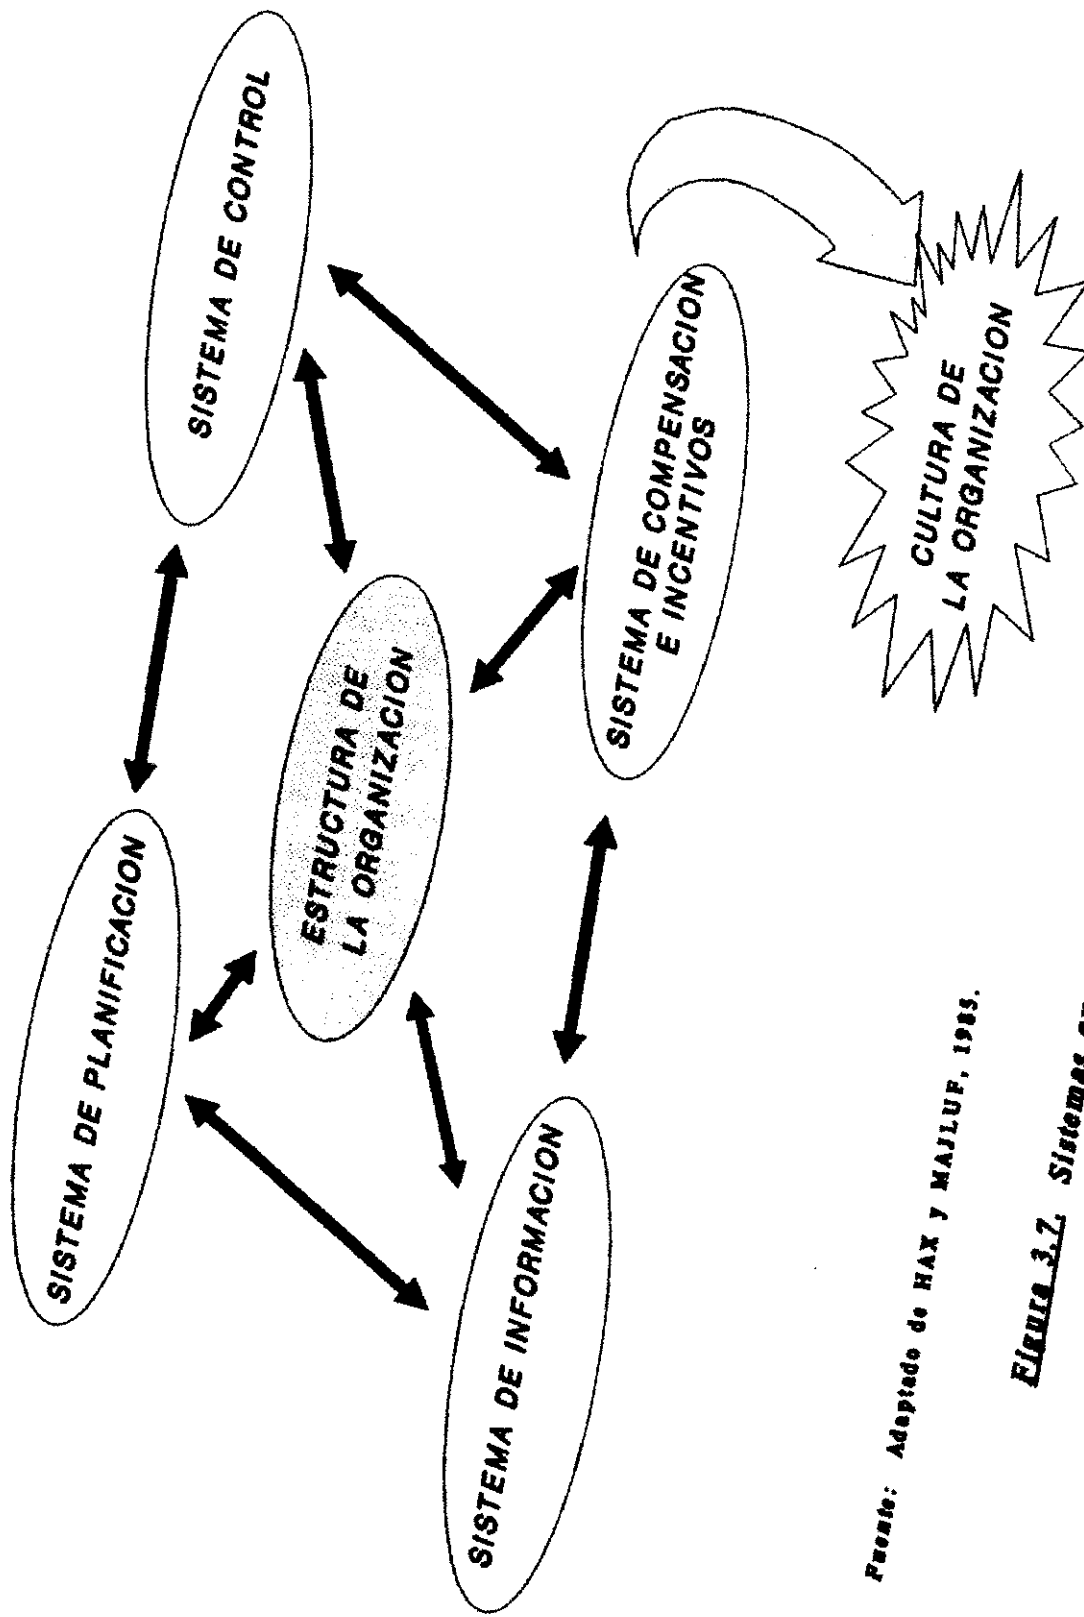 SISTEMA DE PLANIFICACION
SISTEMA DE CONTROL
ESTRUCTURA DE
LA ORGANIZACION
SISTEMA DE INFORMACION
SISTEMA DE COMPENSACION
E INCENTIVOS
CULTURA DE
LA ORGANIZACION
Fuente: Adaptado de HAX y MAJLUF, 1985.
Figura 3.7. Sistemas